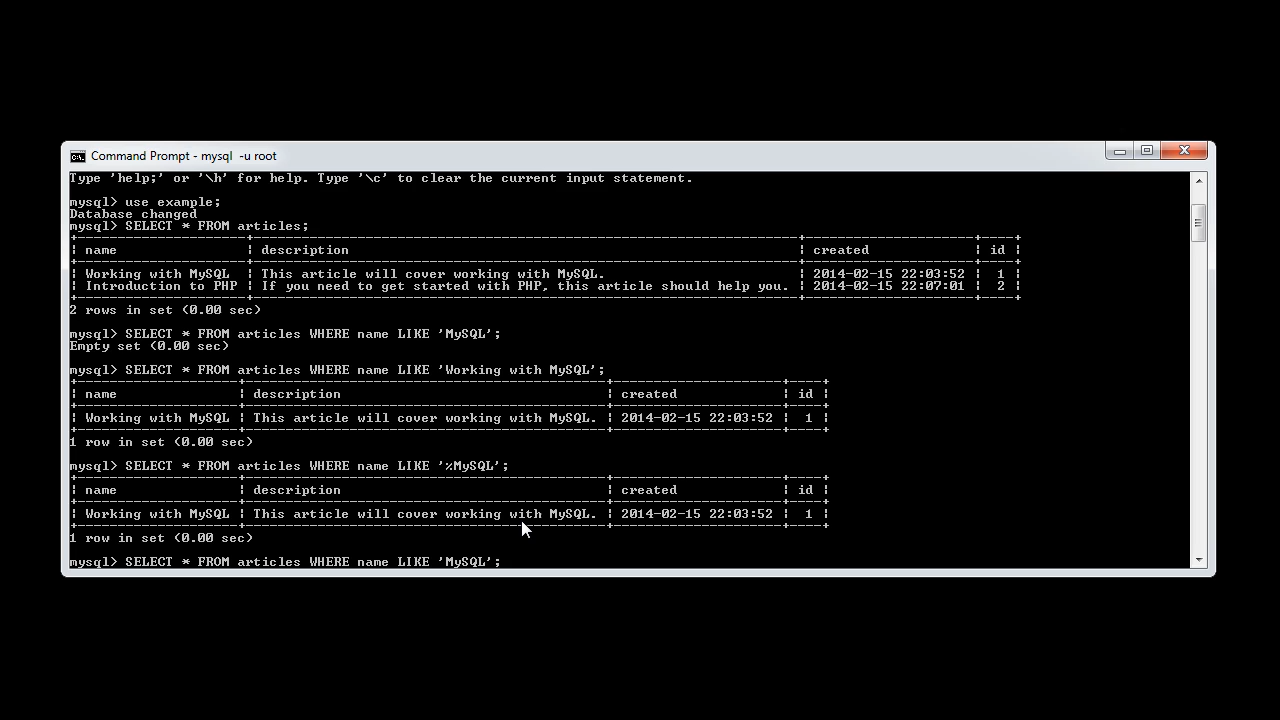 Command Prompt - mysql  -u root
Type 'help;' or '\h' for help. Type '\c' to clear the current input statement.
mysql> use example;
Database changed
mysql> SELECT * FROM articles;
| name | description | created | id |
| Working with MySQL | This article will cover working with MySQL. | 2014-02-15 22:03:52 | 1 |
| Introduction to PHP | If you need to get started with PHP, this article should help you. | 2014-02-15 22:07:01 | 2 |
2 rows in set (0.00 sec)
mysql> SELECT * FROM articles WHERE name LIKE 'MySQL';
Empty set (0.00 sec)
mysql> SELECT * FROM articles WHERE name LIKE 'Working with MySQL';
| name | description | created | id |
| Working with MySQL | This article will cover working with MySQL. | 2014-02-15 22:03:52 | 1 |
1 row in set (0.00 sec)
mysql> SELECT * FROM articles WHERE name LIKE '%MySQL';
| name | description | created | id |
| Working with MySQL | This article will cover working with MySQL. | 2014-02-15 22:03:52 | 1 |
1 row in set (0.00 sec)
mysql> SELECT * FROM articles WHERE name LIKE 'MySQL';